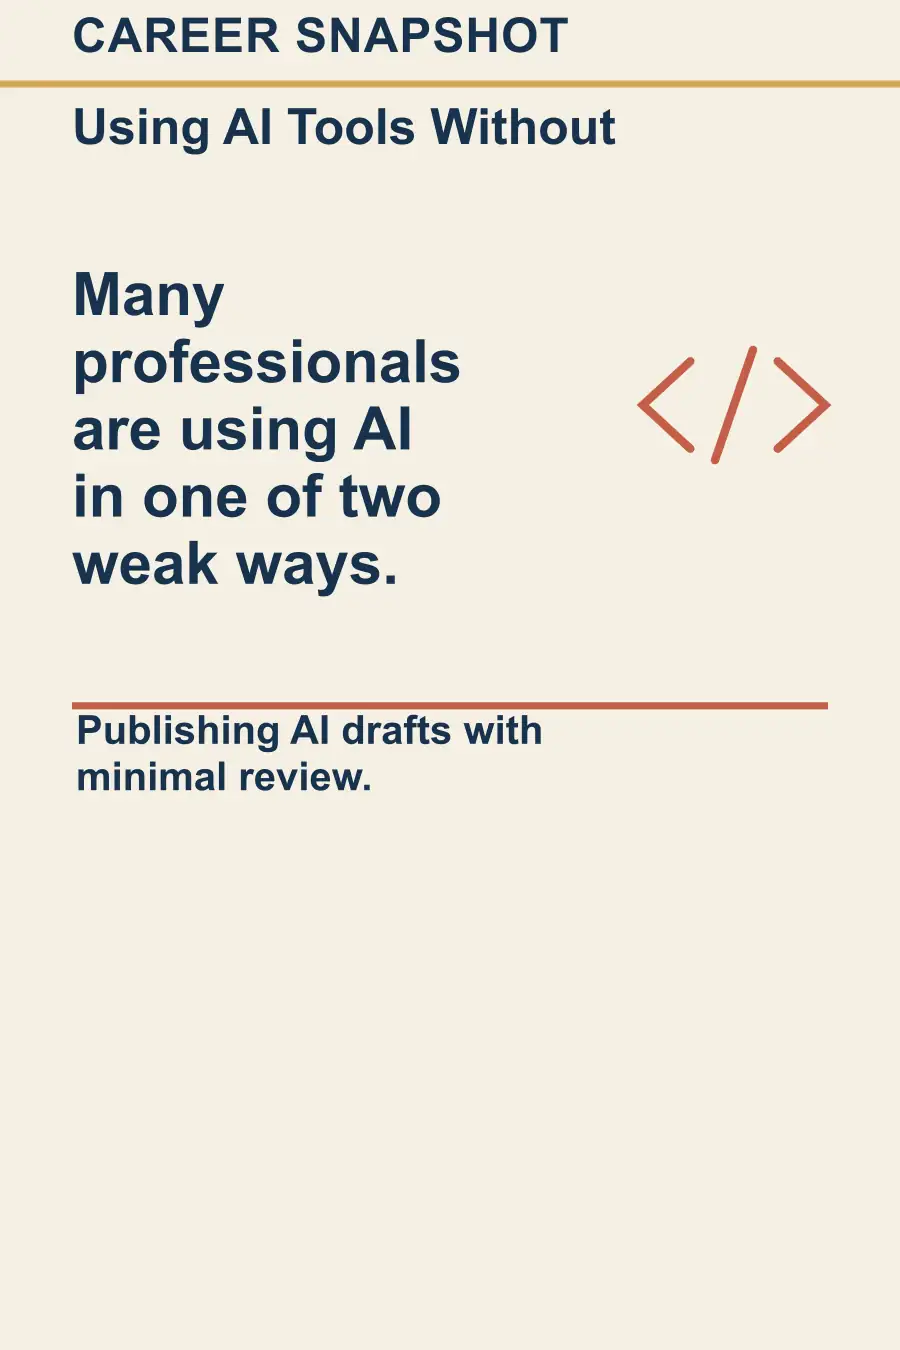 CAREER SNAPSHOT
Using AI Tools Without
Many
professionals
are using AI
in one of two
weak ways.
Publishing AI drafts with
minimal review.